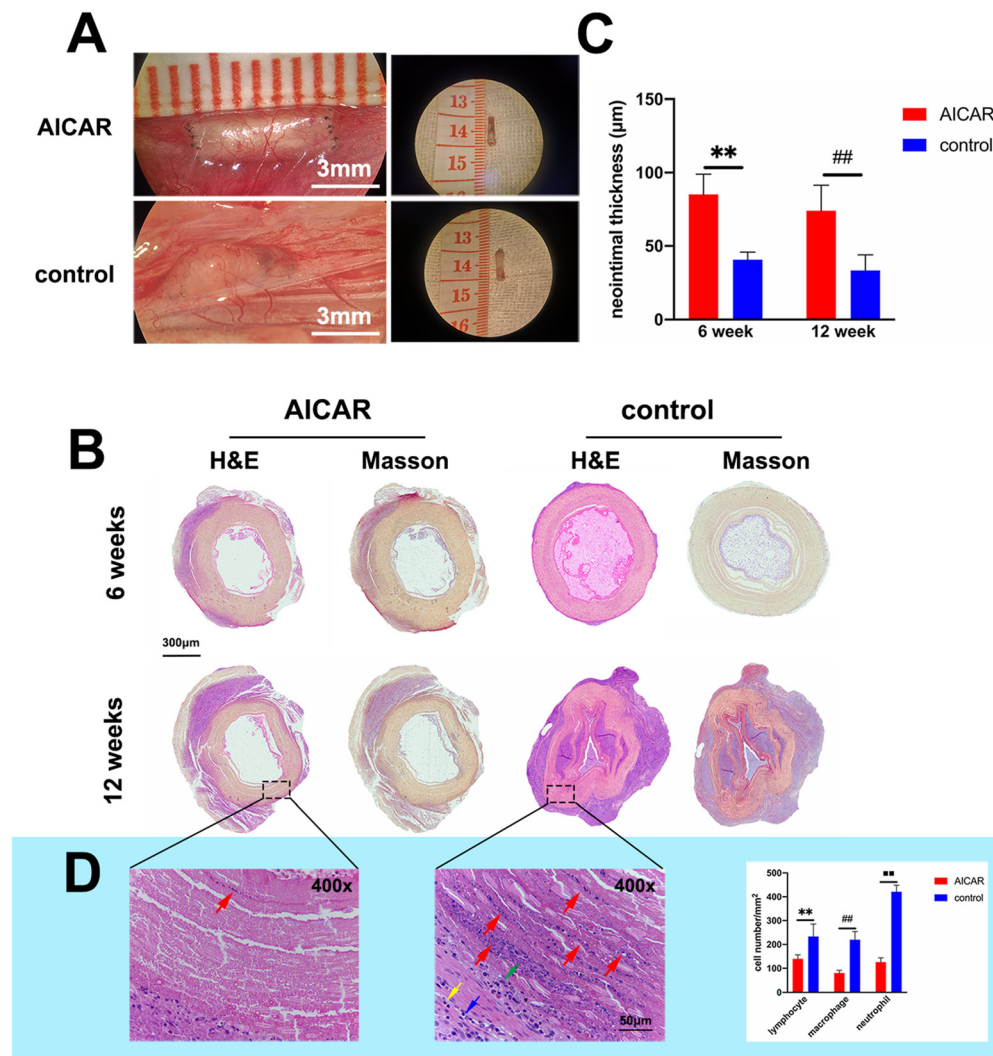 A
AICAR
3mm
13
14
15
control
3mm
13
14
15
16
C
neointimal thickness (μm)
150
100
50
0
**
##
6 week
12 week
AICAR
control
B
AICAR
control
H&E
Masson
H&E
Masson
6 weeks
300μm
12 weeks
D
400x
400x
50μm
cell number/mm²
500
400
300
200
100
0
**
##
▪▪
lymphocyte
macrophage
neutrophil
AICAR
control